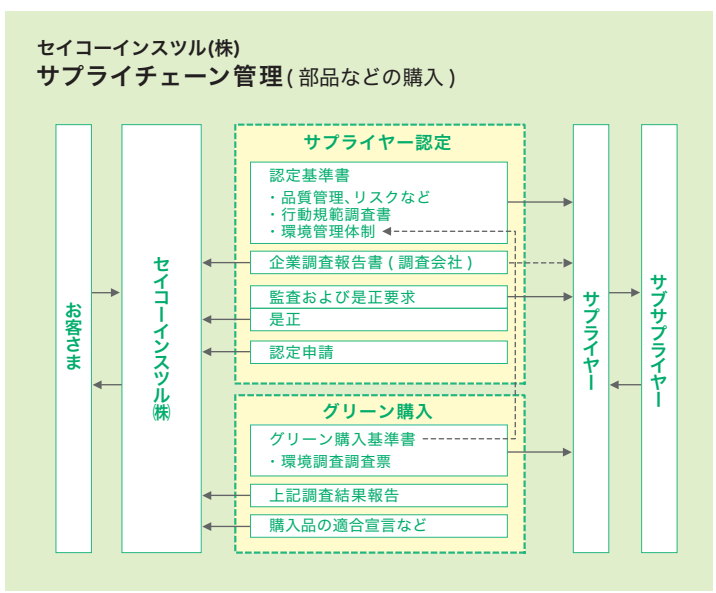 セイコーインスツル(株)
サプライチェーン管理(部品などの購入)
お客さま
セイコーインスツル㈱
サプライヤー認定
認定基準書
・品質管理、リスクなど
・行動規範調査書
・環境管理体制
企業調査報告書(調査会社)
監査および是正要求
是正
認定申請
グリーン購入
グリーン購入基準書
・環境調査調査票
上記調査結果報告
購入品の適合宣言など
サプライヤー
サブサプライヤー